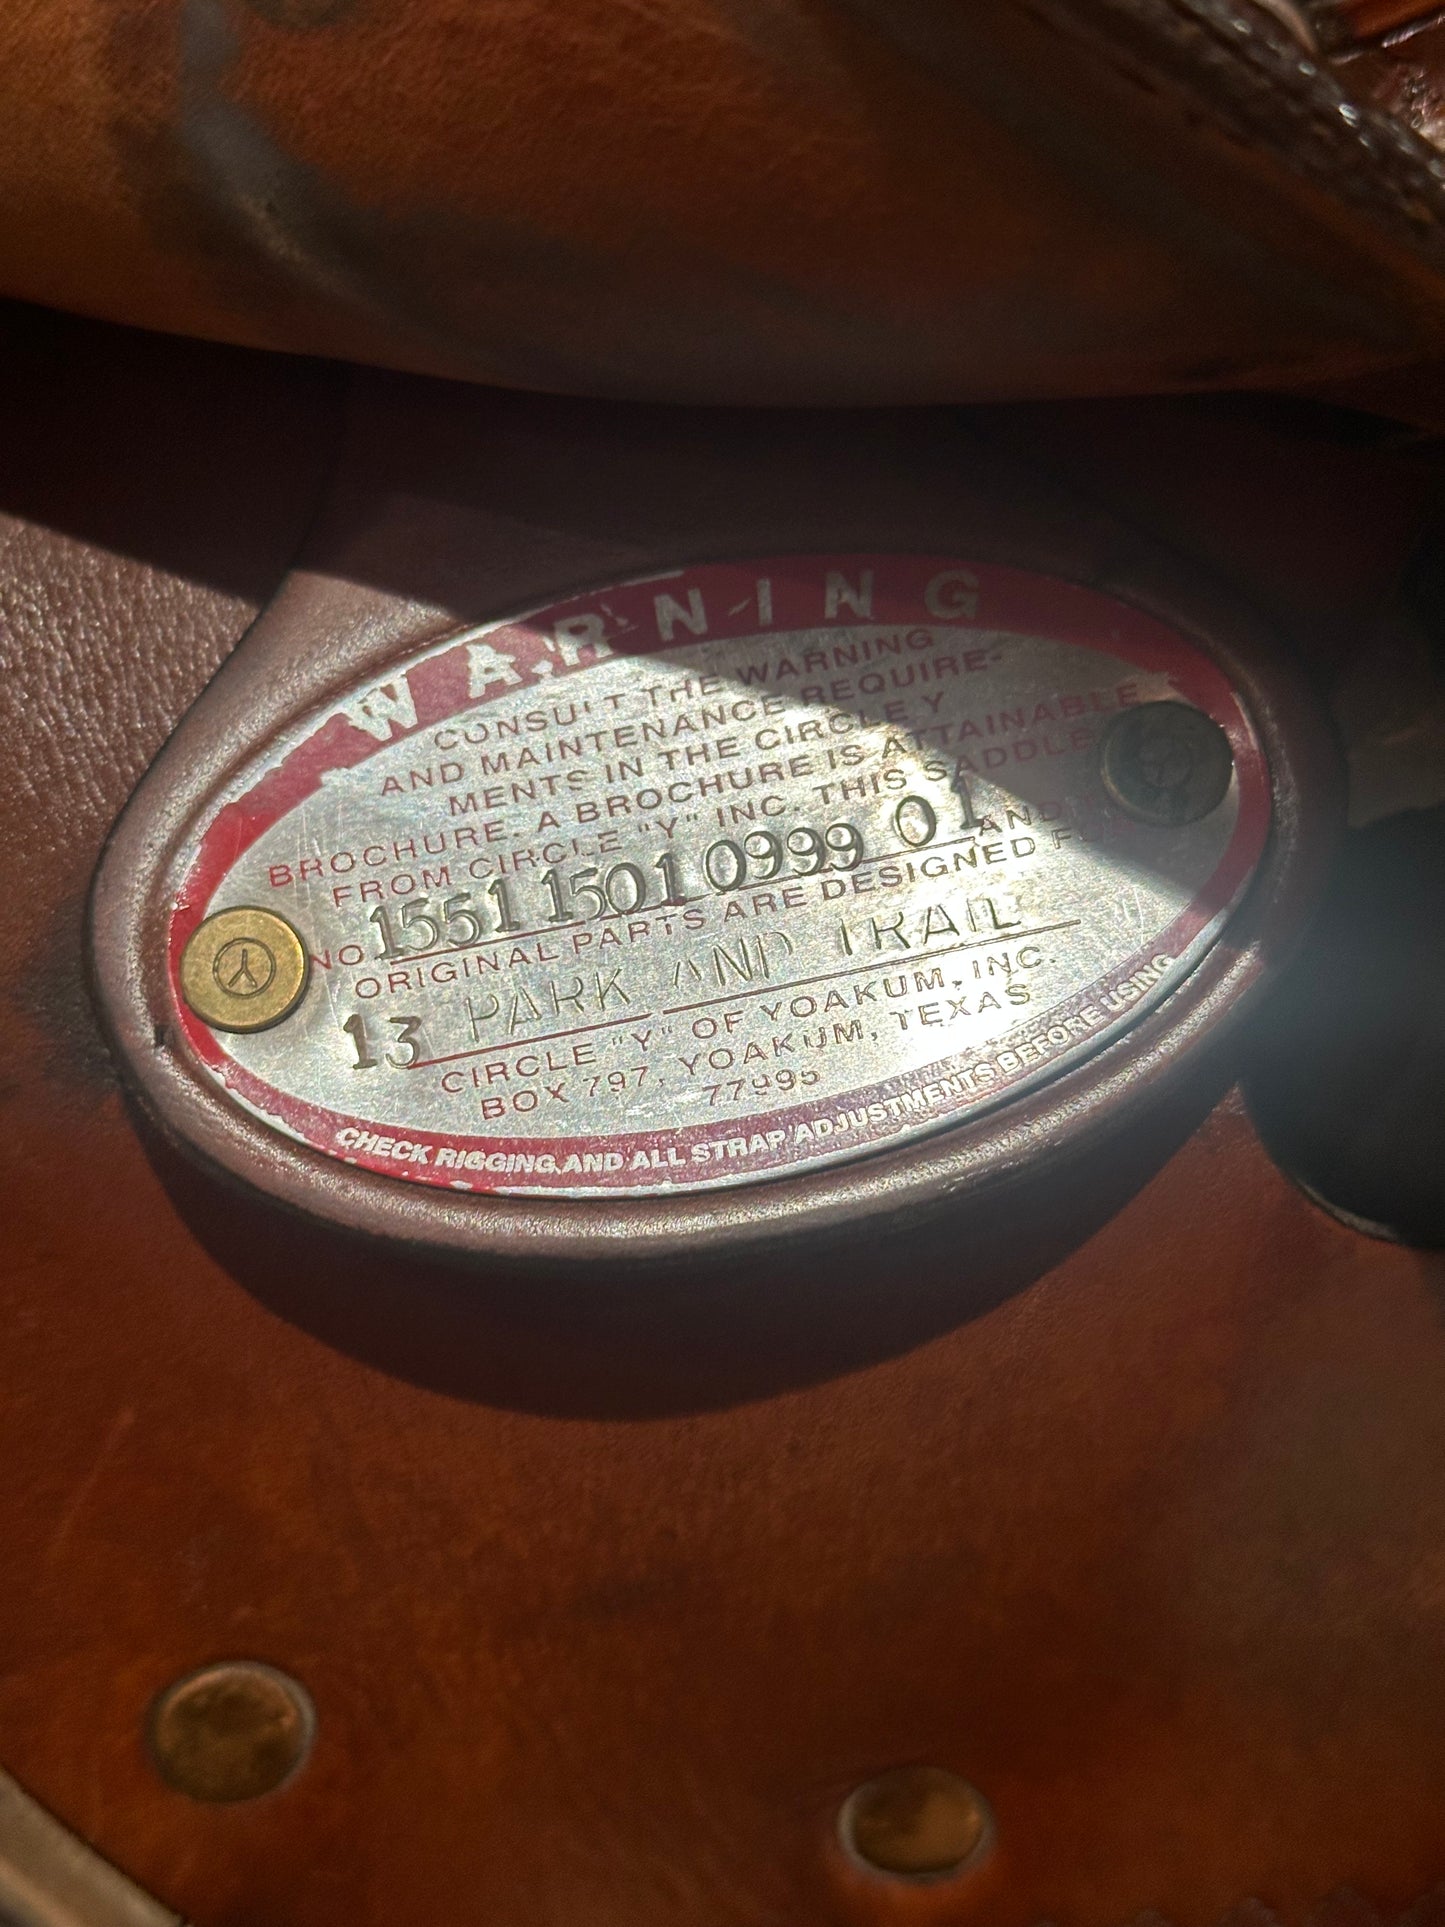 WARNING
CONSULT THE WARNING
AND MAINTENANCE REQUIRE-
MENTS IN THE CIRCLE Y
BROCHURE. A BROCHURE IS ATTAINABLE
FROM CIRCLE "Y" INC. THIS SADDLE
NO 1551 1501 0999 01 AND
ORIGINAL PARTS ARE DESIGNED
13 PARK AND TRAIL
CIRCLE "Y" OF YOAKUM, INC.
BOX 797, YOAKUM, TEXAS
77995
CHECK RIGGING AND ALL STRAP ADJUSTMENTS BEFORE USING